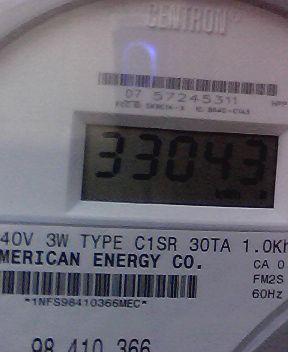 CENTRON®
07 57245311
33043
40V 3W TYPE C1SR 30TA 1.0Kh
MERICAN ENERGY CO.
CA 0
FM2S
60Hz
*1NFS98410366MEC*
98 410 366